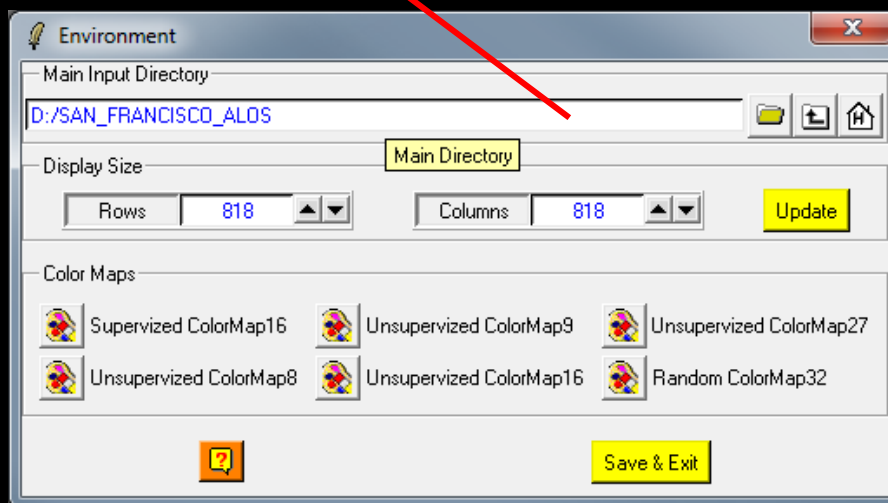 Environment
X
Main Input Directory
D:/SAN_FRANCISCO_ALOS
H
Main Directory
Display Size
Rows 818 Columns 818 Update
Color Maps
Supervized ColorMap16 Unsupervized ColorMap9 Unsupervized ColorMap27
Unsupervized ColorMap8 Unsupervized ColorMap16 Random ColorMap32
? Save & Exit